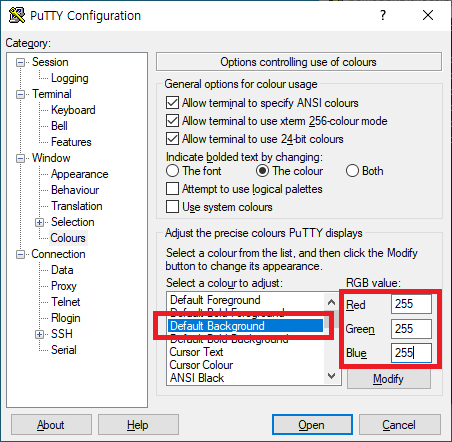 PuTTY Configuration
Category:
Session
Logging
Terminal
Keyboard
Bell
Features
Window
Appearance
Behaviour
Translation
Selection
Colours
Connection
Data
Proxy
Telnet
Rlogin
SSH
Serial
Options controlling use of colours
General options for colour usage
Allow terminal to specify ANSI colours
Allow terminal to use xterm 256-colour mode
Allow terminal to use 24-bit colours
Indicate bolded text by changing:
The font The colour Both
Attempt to use logical palettes
Use system colours
Adjust the precise colours PuTTY displays
Select a colour from the list, and then click the Modify
button to change its appearance.
Select a colour to adjust:
Default Foreground
Default Bold Foreground
Default Background
Default Bold Background
Cursor Text
Cursor Colour
ANSI Black
RGB value:
Red 255
Green 255
Blue 255
Modify
About Help Open Cancel